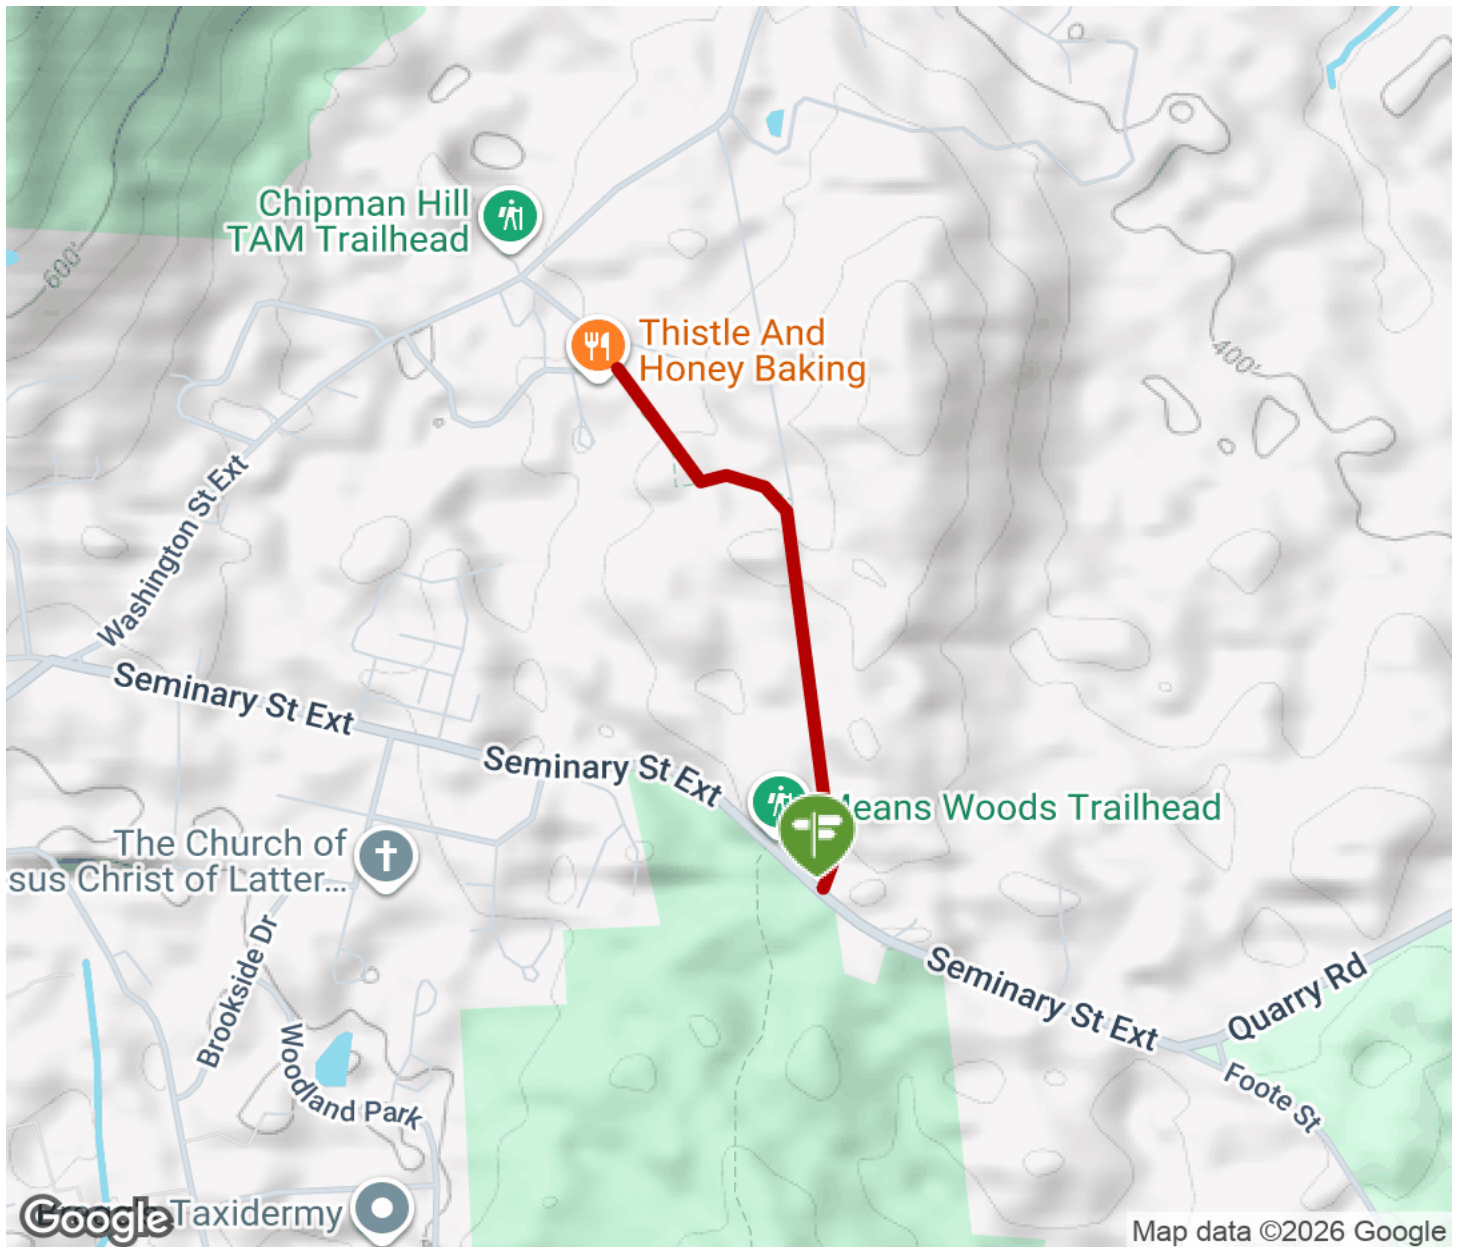 Chipman Hill
TAM Trailhead
600'
Thistle And
Honey Baking
400'
Washington St Ext
Seminary St Ext
Seminary St Ext
Means Woods Trailhead
The Church of
sus Christ of Latter...
Brookside Dr
Woodland Park
Seminary St Ext
Quarry Rd
Foote St
Taxidermy
Google
Map data ©2026 Google